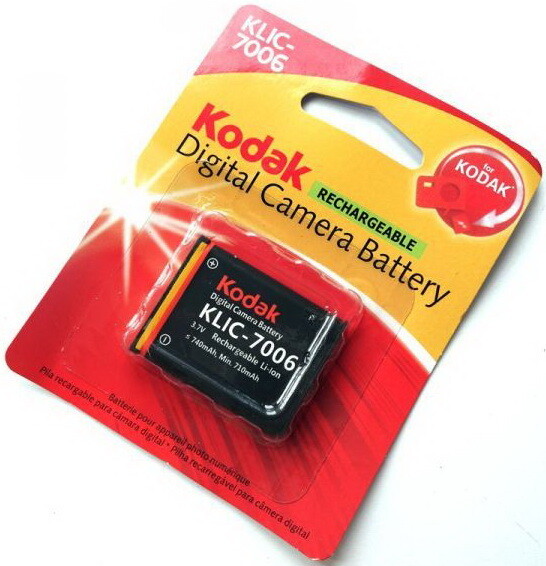 KLIC-
7006
Kodak
Digital Camera Battery
RECHARGEABLE
for
KODAK
Kodak
Digital Camera Battery
KLIC-7006
3.7V Rechargeable Li-ion
≤ 740mAh, Min. 710mAh
Batterie pour appareil photo numérique
Pila recargable para cámara digital * Pilha recarregável para câmera digital